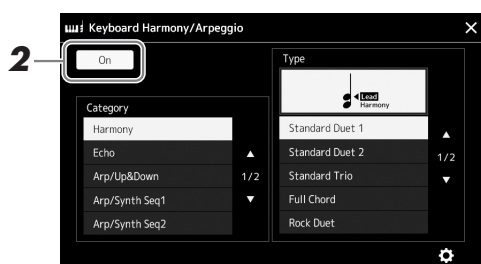 Keyboard Harmony/Arpeggio
2
On
Category
Harmony
Echo
Arp/Up&Down
Arp/Synth Seq1
Arp/Synth Seq2
1/2
Type
Lead
Harmony
Standard Duet 1
Standard Duet 2
Standard Trio
Full Chord
Rock Duet
1/2